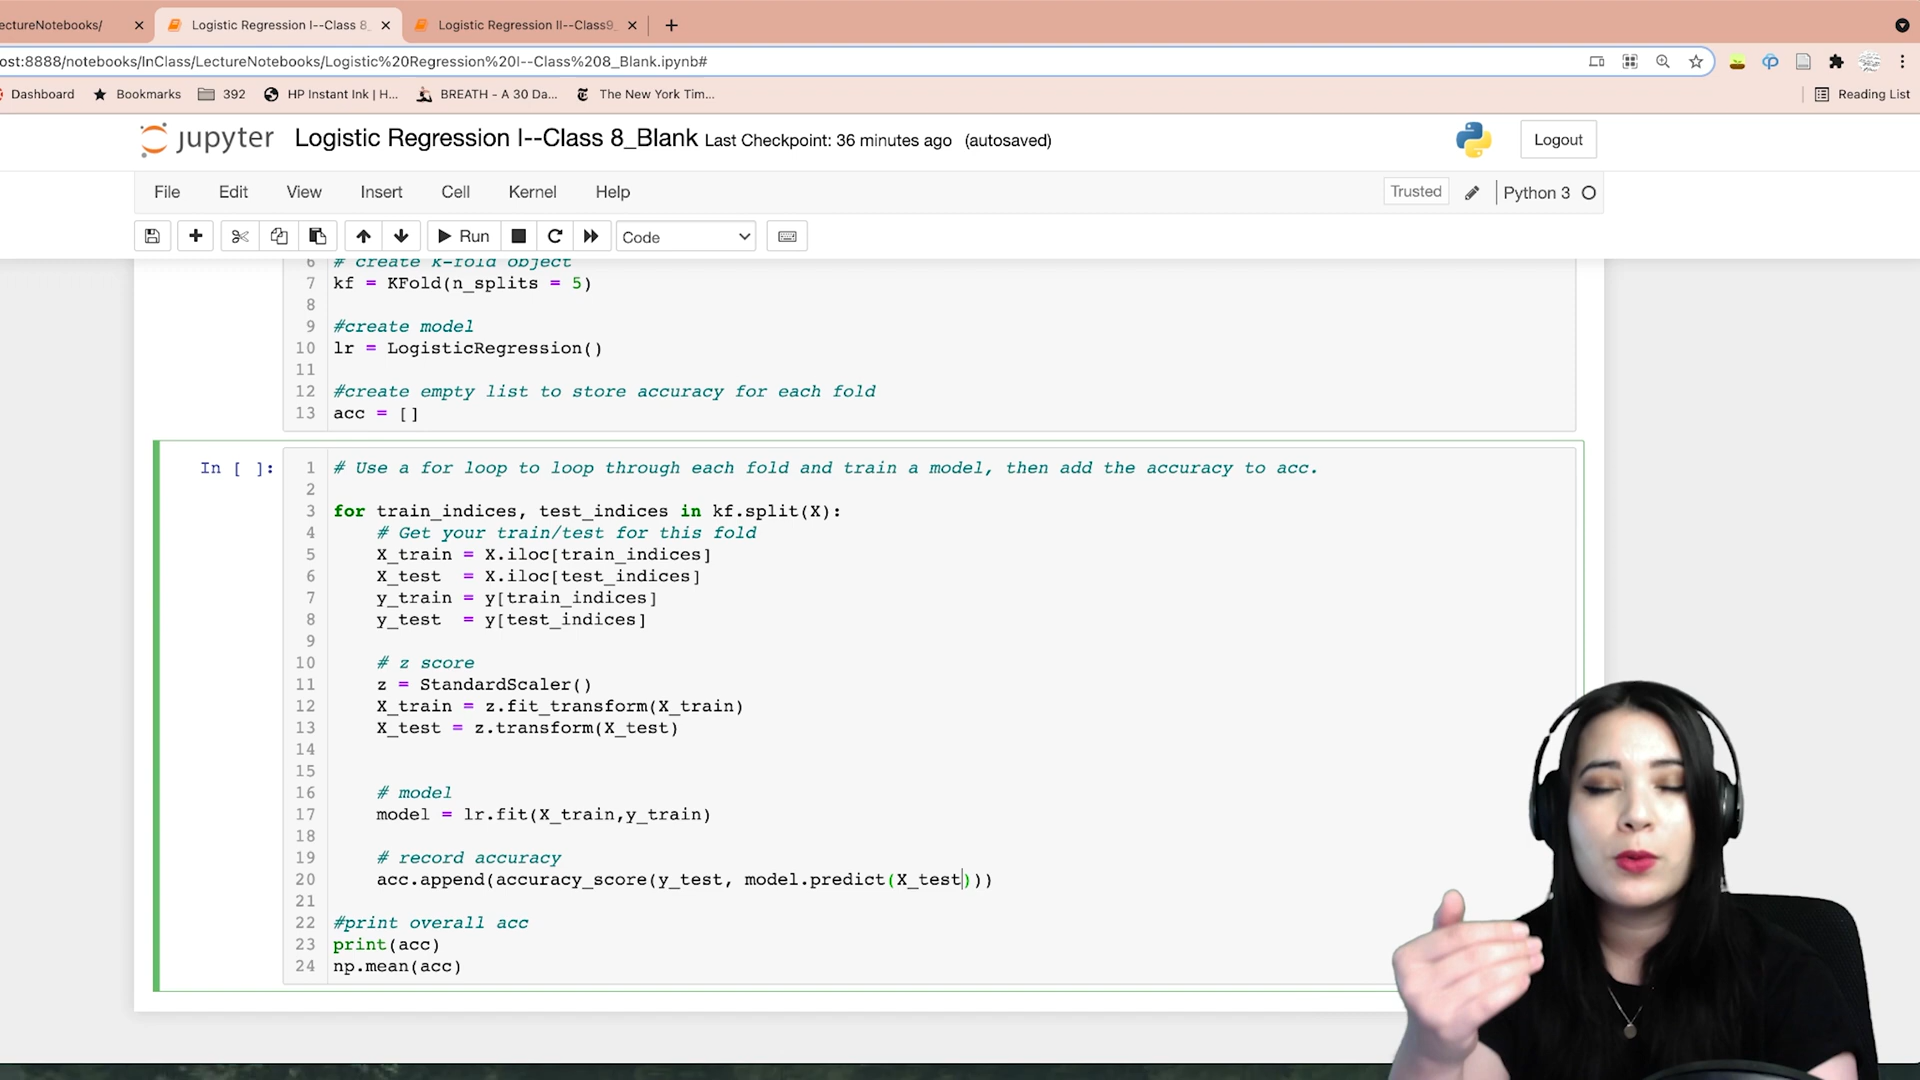 ectureNotebooks/
Logistic Regression I--Class 8_
Logistic Regression II--Class9_
ost:8888/notebooks/InClass/LectureNotebooks/Logistic%20Regression%20I--Class%208_Blank.ipynb#
Dashboard
Bookmarks
392
HP Instant Ink | H...
BREATH - A 30 Da...
The New York Tim...
Reading List
jupyter
Logistic Regression I--Class 8_Blank Last Checkpoint: 36 minutes ago (autosaved)
Logout
File Edit View Insert Cell Kernel Help
Trusted
Python 3
Run
Code
6 # create k-fold object
7 kf = KFold(n_splits = 5)
8
9 #create model
10 lr = LogisticRegression()
11
12 #create empty list to store accuracy for each fold
13 acc = []
In [ ]:
1 # Use a for loop to loop through each fold and train a model, then add the accuracy to acc.
2
3 for train_indices, test_indices in kf.split(X):
4     # Get your train/test for this fold
5     X_train = X.iloc[train_indices]
6     X_test  = X.iloc[test_indices]
7     y_train = y[train_indices]
8     y_test  = y[test_indices]
9
10     # z score
11     z = StandardScaler()
12     X_train = z.fit_transform(X_train)
13     X_test = z.transform(X_test)
14
15
16     # model
17     model = lr.fit(X_train,y_train)
18
19     # record accuracy
20     acc.append(accuracy_score(y_test, model.predict(X_test)))
21
22 #print overall acc
23 print(acc)
24 np.mean(acc)